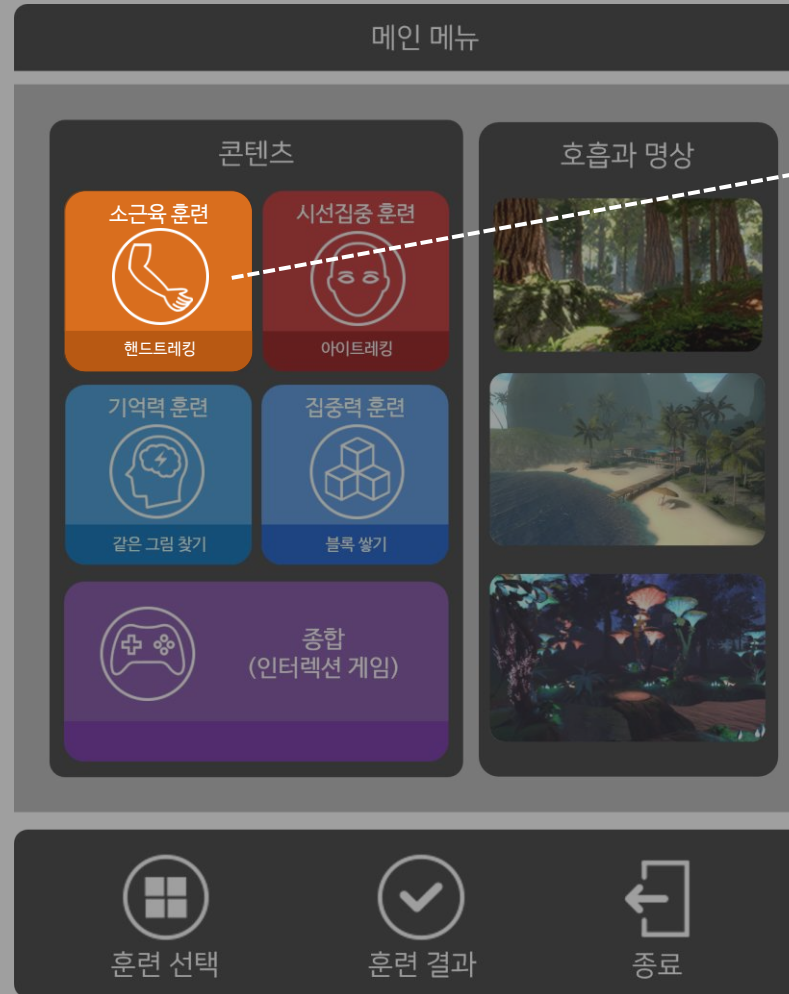 메인 메뉴
콘텐츠
소근육 훈련
핸드트레킹
시선집중 훈련
아이트레킹
기억력 훈련
같은 그림 찾기
집중력 훈련
블록 쌓기
종합
(인터렉션 게임)
호흡과 명상
훈련 선택
훈련 결과
종료